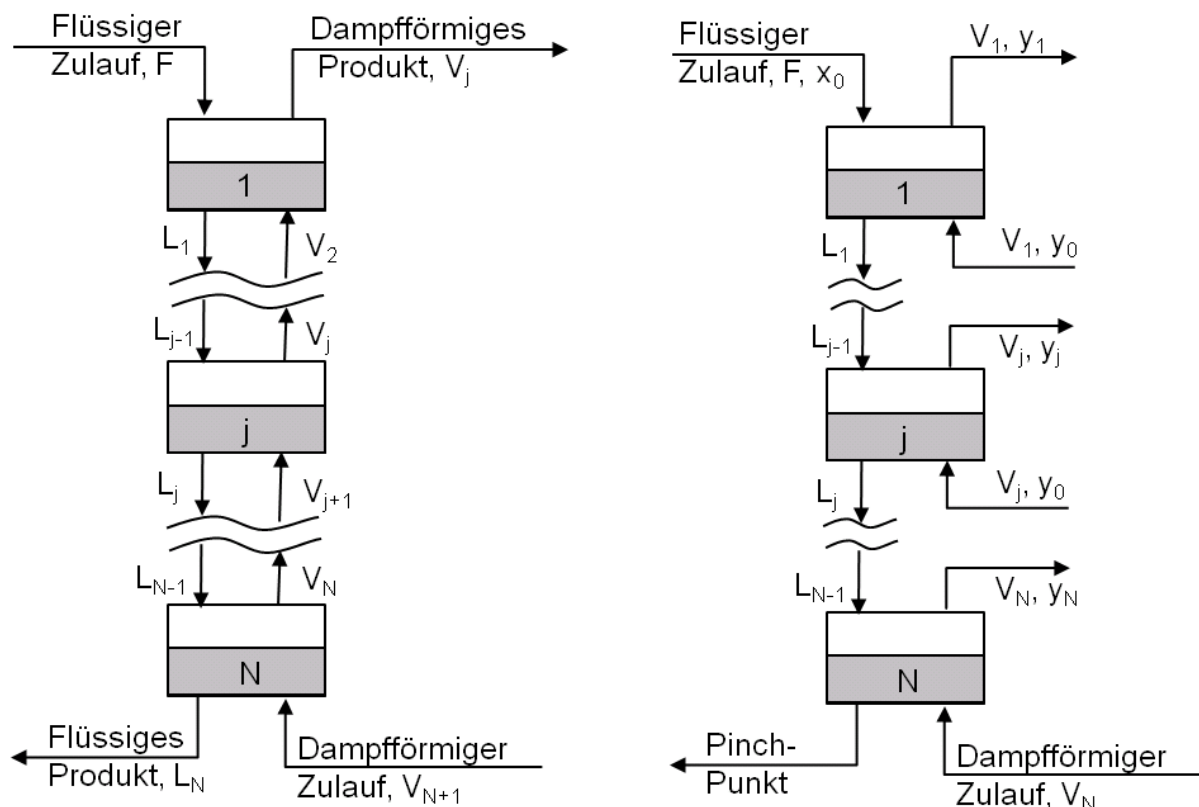 Flüssiger
Zulauf, F
Dampfförmiges
Produkt, Vj
1
L1
V2
Lj-1
Vj
j
Lj
Vj+1
LN-1
VN
N
Flüssiges
Produkt, LN
Dampfförmiger
Zulauf, VN+1
Flüssiger
Zulauf, F, x0
V1, y1
1
L1
V1, y0
Lj-1
Vj, yj
j
Lj
Vj, y0
LN-1
VN, yN
N
Pinch-
Punkt
Dampfförmiger
Zulauf, VN